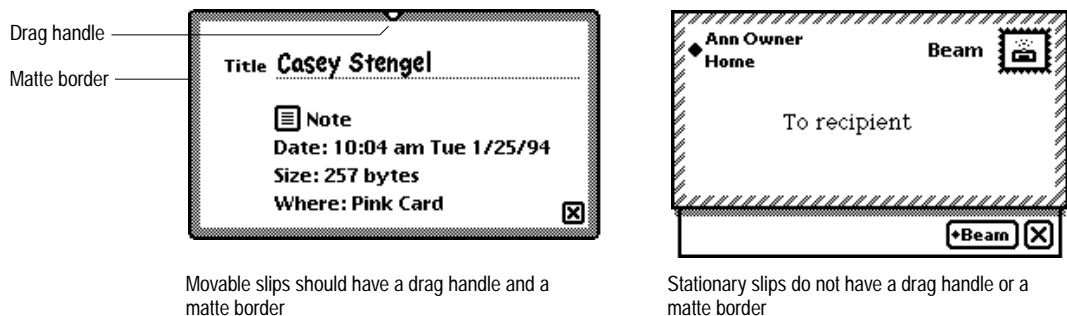 Drag handle
Matte border
Title Casey Stengel
Note
Date: 10:04 am Tue 1/25/94
Size: 257 bytes
Where: Pink Card
Movable slips should have a drag handle and a
matte border
Ann Owner
Home
Beam
To recipient
Beam
Stationary slips do not have a drag handle or a
matte border